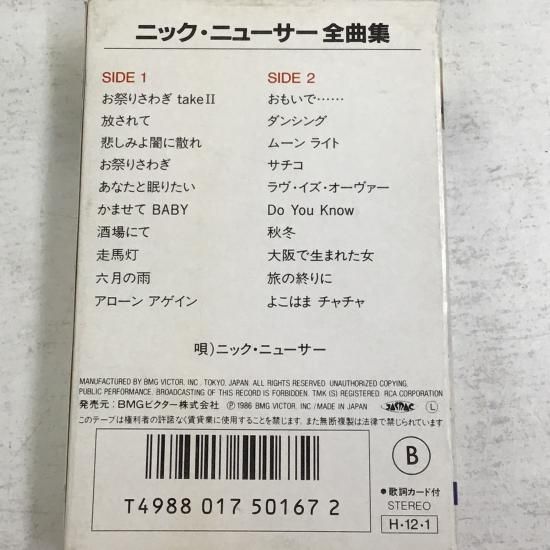 ニック・ニューサー 全曲集
SIDE 1
お祭りさわぎ takeⅡ
放されて
悲しみよ闇に散れ
お祭りさわぎ
あなたと眠りたい
かませて BABY
酒場にて
走馬灯
六月の雨
アローン アゲイン
SIDE 2
おもいで……
ダンシング
ムーン ライト
サチコ
ラヴ・イズ・オーヴァー
Do You Know
秋冬
大阪で生まれた女
旅の終りに
よこはま チャチャ
唄)ニック・ニューサー
MANUFACTURED BY BMG VICTOR, INC., TOKYO, JAPAN. ALL RIGHTS RESERVED. UNAUTHORIZED COPYING,
PUBLIC PERFORMANCE, BROADCASTING OF THIS RECORD IS FORBIDDEN. TMK (S) REGISTERED. RCA CORPORATION
発売元:BMGビクター株式会社 Ⓟ 1986 BMG VICTOR, INC./MADE IN JAPAN JASRAC Ⓛ
このテープは権利者の許諾なく賃貸業に使用することを禁じます。また無断複製は法律で禁じられています
T4988 017 50167 2
B
●歌詞カード付
STEREO
H・12・1